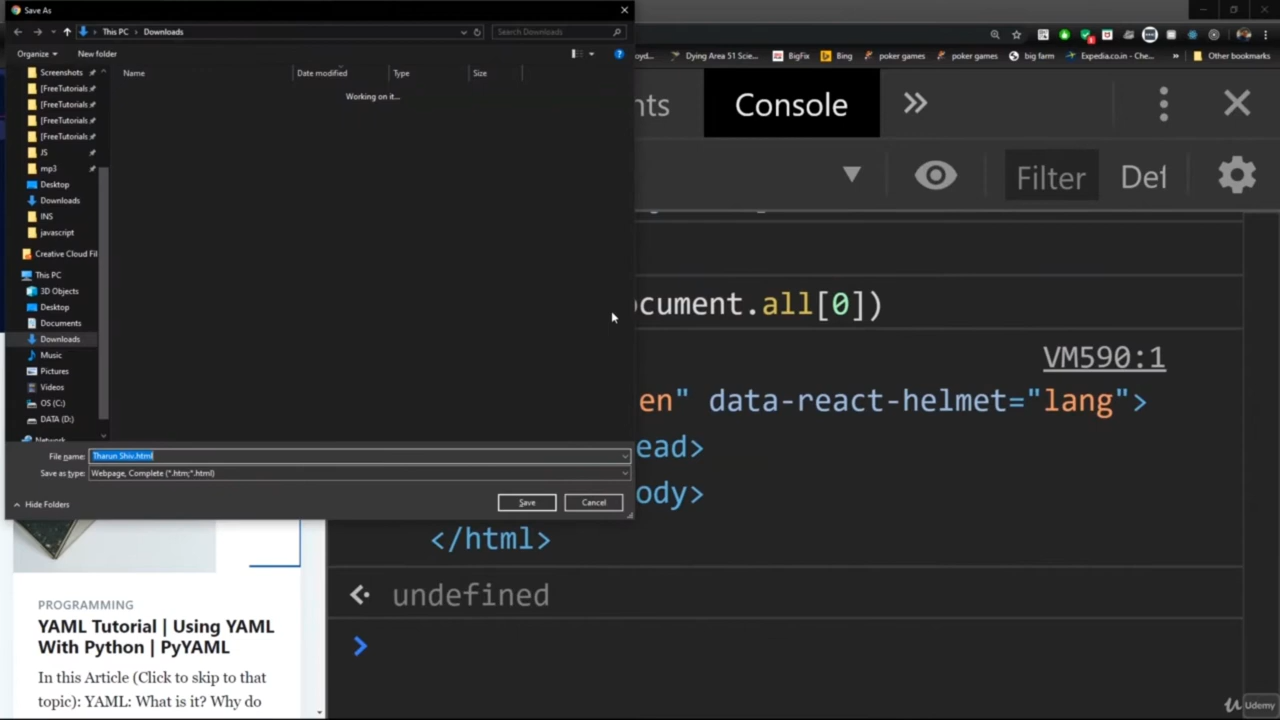 Save As
This PC
Downloads
Search Downloads
Organize
New folder
Screenshots
[FreeTutorials
[FreeTutorials
[FreeTutorials
[FreeTutorials
JS
mp3
Desktop
Downloads
INS
javascript
Creative Cloud Fil
This PC
3D Objects
Desktop
Documents
Downloads
Music
Pictures
Videos
OS (C:)
DATA (D:)
Network
Name
Date modified
Type
Size
Working on it...
File name:
Tharun Shiv.html
Save as type:
Webpage, Complete (*.htm;*.html)
Hide Folders
Save
Cancel
oyd...
Dying Area 51 Scie...
BigFix
Bing
poker games
poker games
big farm
Expedia.co.in - Che...
Other bookmarks
nts
Console
Filter
Def
ocument.all[0])
VM590:1
en" data-react-helmet="lang">
ead>
ody>
</html>
undefined
PROGRAMMING
YAML Tutorial | Using YAML
With Python | PyYAML
In this Article (Click to skip to that
topic): YAML: What is it? Why do
Udemy